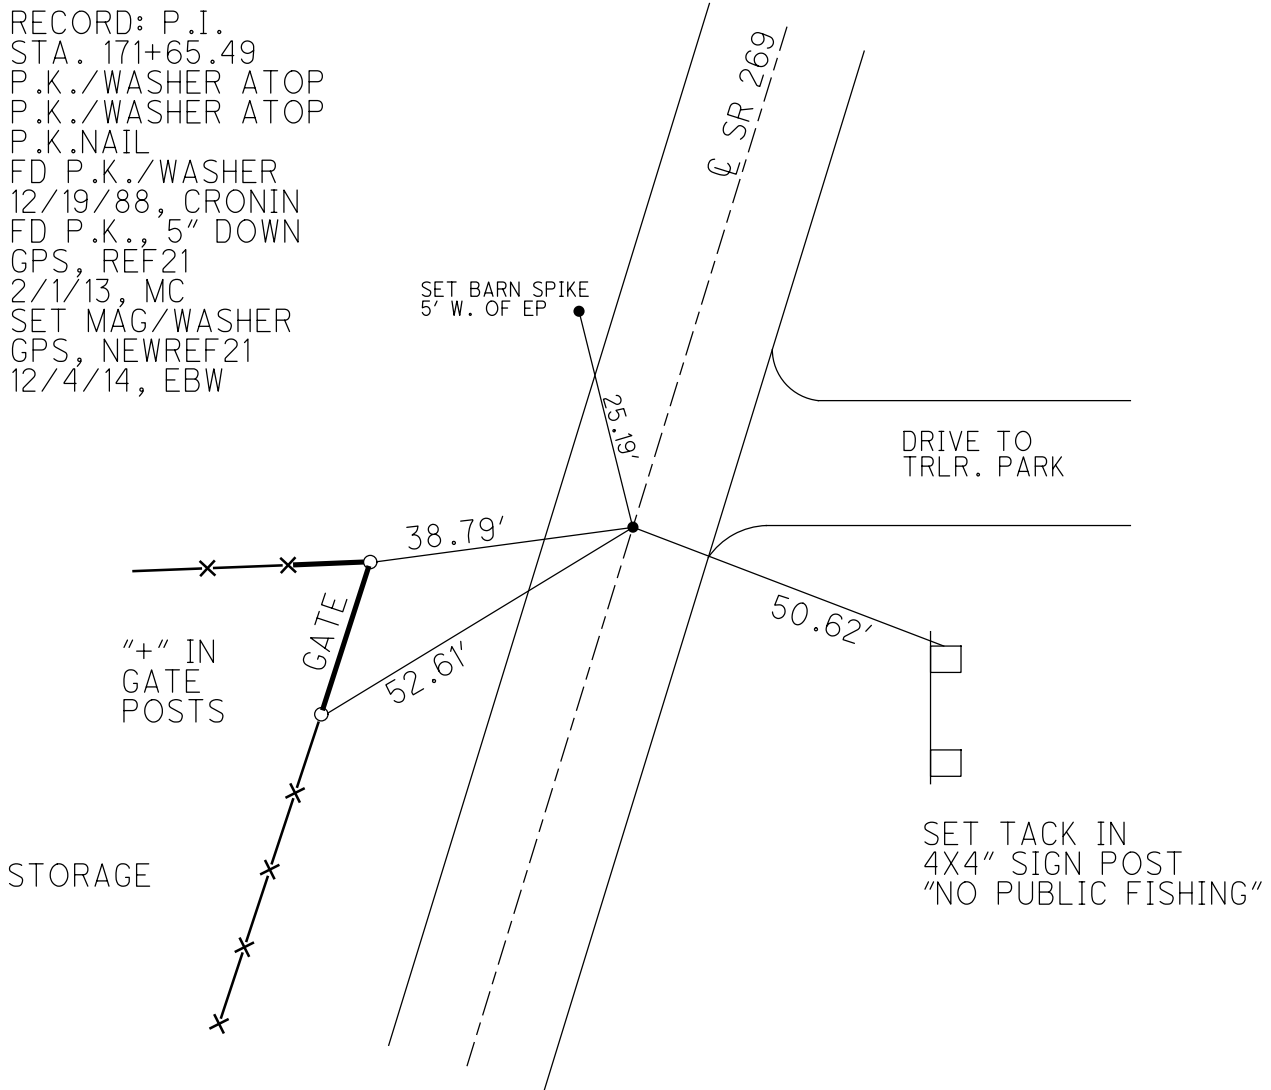 RECORD: P.I.
STA. 171+65.49
P.K./WASHER ATOP
P.K./WASHER ATOP
P.K.NAIL
FD P.K./WASHER
12/19/88, CRONIN
FD P.K., 5" DOWN
GPS, REF21
2/1/13, MC
SET MAG/WASHER
GPS, NEWREF21
12/4/14, EBW
℄ SR 269
SET BARN SPIKE
5' W. OF EP
25.19'
DRIVE TO
TRLR. PARK
38.79'
GATE
52.61'
50.62'
"+" IN
GATE
POSTS
STORAGE
SET TACK IN
4X4" SIGN POST
"NO PUBLIC FISHING"